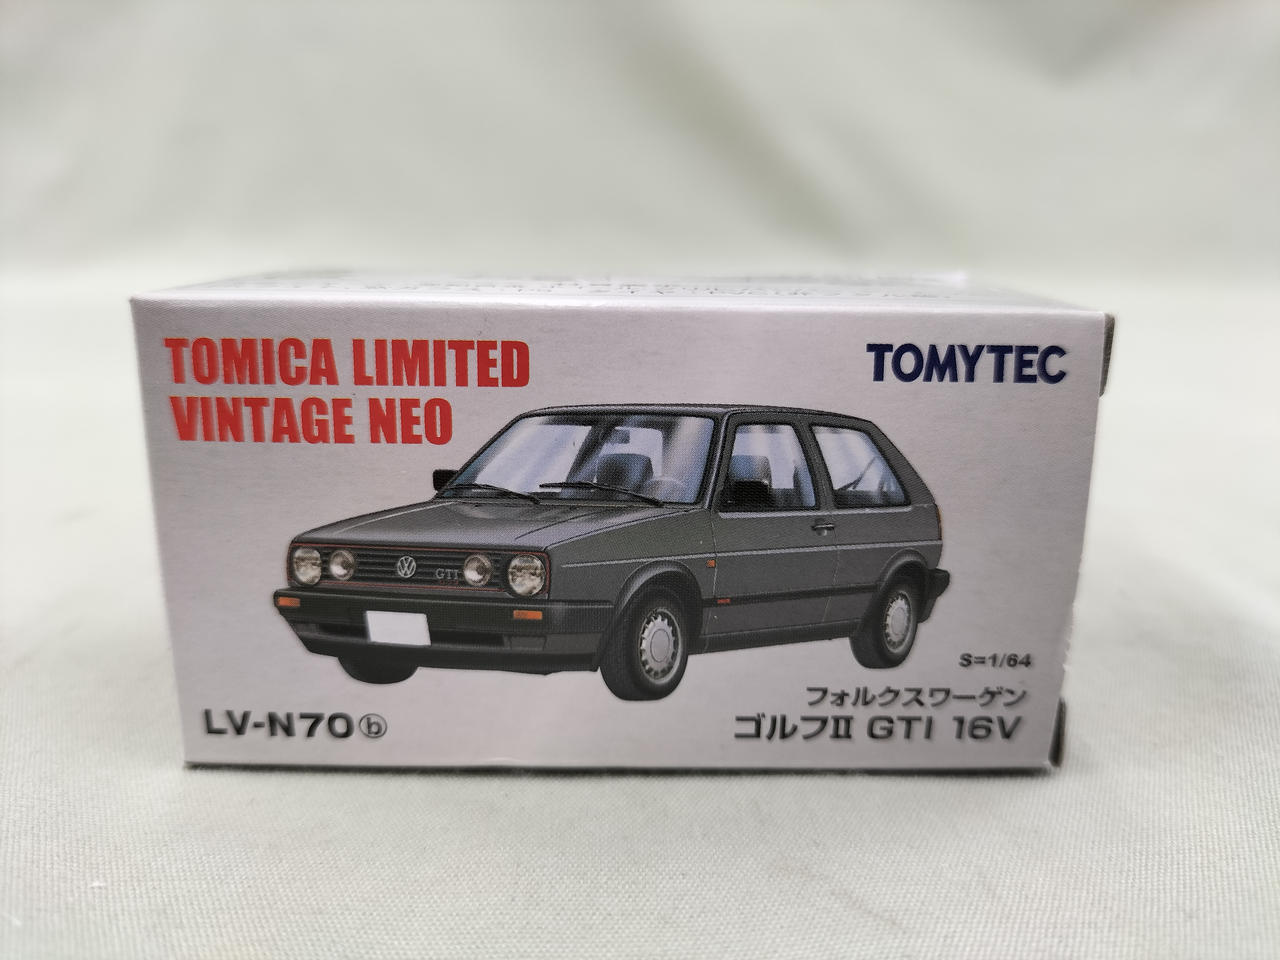 TOMICA LIMITED
VINTAGE NEO
TOMYTEC
GTI
S=1/64
フォルクスワーゲン
ゴルフII GTI 16V
LV-N70ⓑ